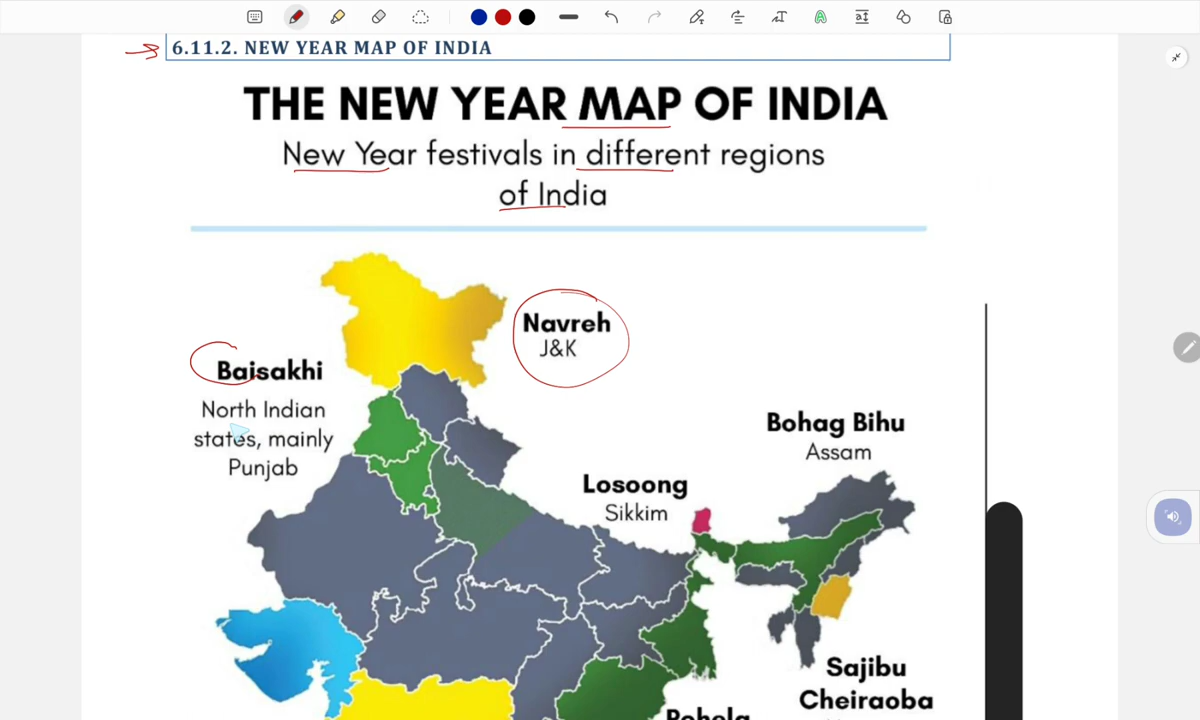 6.11.2. NEW YEAR MAP OF INDIA
THE NEW YEAR MAP OF INDIA
New Year festivals in different regions
of India
Navreh
J&K
Baisakhi
North Indian
states, mainly
Punjab
Bohag Bihu
Assam
Losoong
Sikkim
Sajibu
Cheiraoba
Pohela